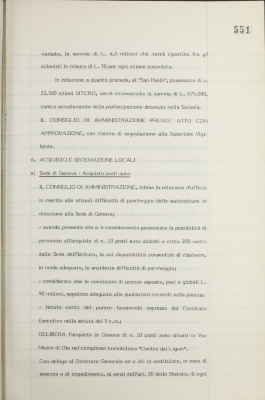 551
versato, la somma di L. 4,5 milioni che verrà ripartita fra gli
azionisti in misura di L. 30 per ogni azione posseduta.
In relazione a quanto precede, al "San Paolo", possessore di n.
22.500 azioni SITCRO, verrà riconosciuta la somma di L. 675.000,
contro annullamento della partecipazione detenuta nella Società.
IL CONSIGLIO DI AMMINISTRAZIONE PRENDE ATTO CON
APPROVAZIONE, con riserva di segnalazione alla Superiore Vigi-
lanza.
ACQUISTO E SISTEMAZIONE LOCALI
a) Sede di Genova - Acquisto posti auto
IL CONSIGLIO DI AMMINISTRAZIONE, intesa la relazione d'ufficio
in merito alle attuali difficoltà di parcheggio delle autovetture in
dotazione alla Sede di Genova;
- avendo presente che si è recentemente presentata la possibilità di
pervenire all'acquisto di n. 10 posti auto ubicati a circa 200 metri
dalla Sede dell'Istituto, la cui disponibilità consentirà di risolvere,
in modo adeguato, le anzidette difficoltà di parcheggio;
- considerato che le condizioni di prezzo esposte, pari a globali L.
90 milioni, appaiono adeguate alle quotazioni correnti sulla piazza;
- tenuto conto del parere favorevole espresso dal Comitato
Esecutivo nella seduta del 3 c.m.;
DELIBERA l'acquisto in Genova di n. 10 posti auto situati in Via
Madre di Dio nel complesso immobiliare "Centro dei Liguri".
Con delega al Direttore Generale ed a chi lo sostituisce, in caso di
assenza o di impedimento, ai sensi dell'art. 20 dello Statuto, di ogni